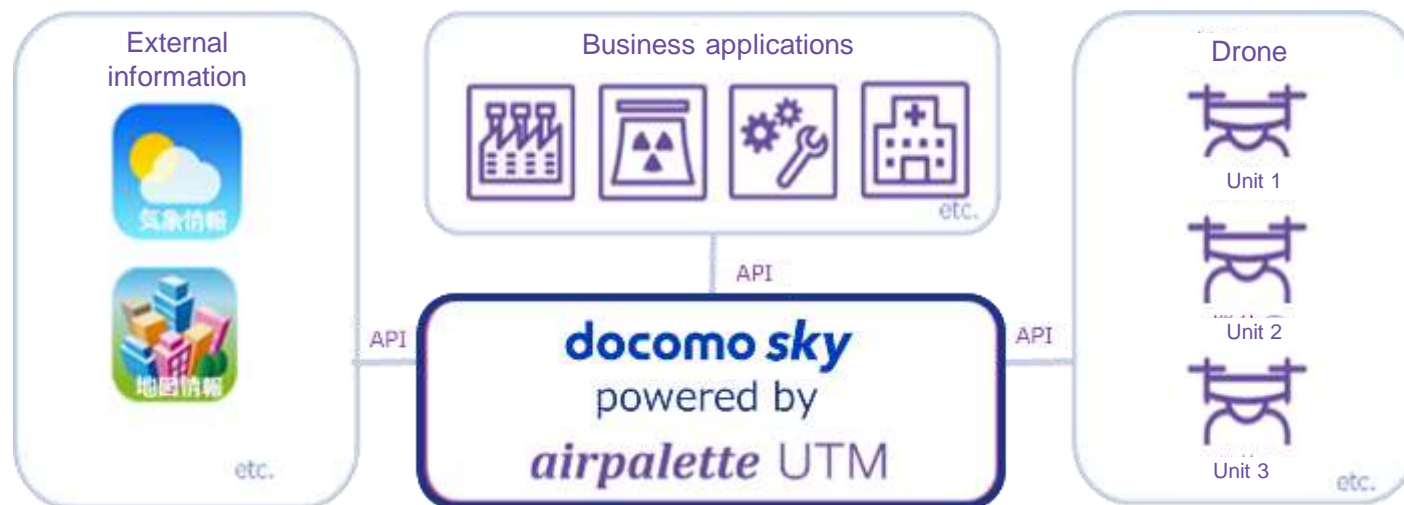 External
information
気象情報
地図情報
etc.
Business applications
etc.
API
API
docomo sky
powered by
airpalette UTM
API
Drone
Unit 1
Unit 2
Unit 3
etc.